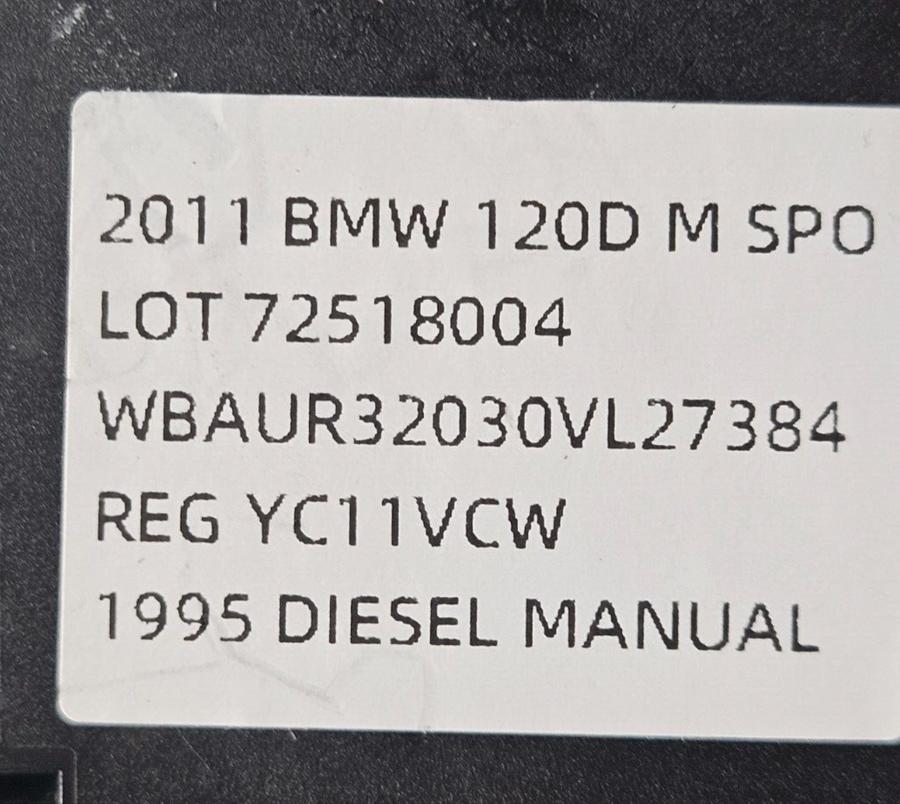 2011 BMW 120D M SPO
LOT 72518004
WBAUR32030VL27384
REG YC11VCW
1995 DIESEL MANUAL